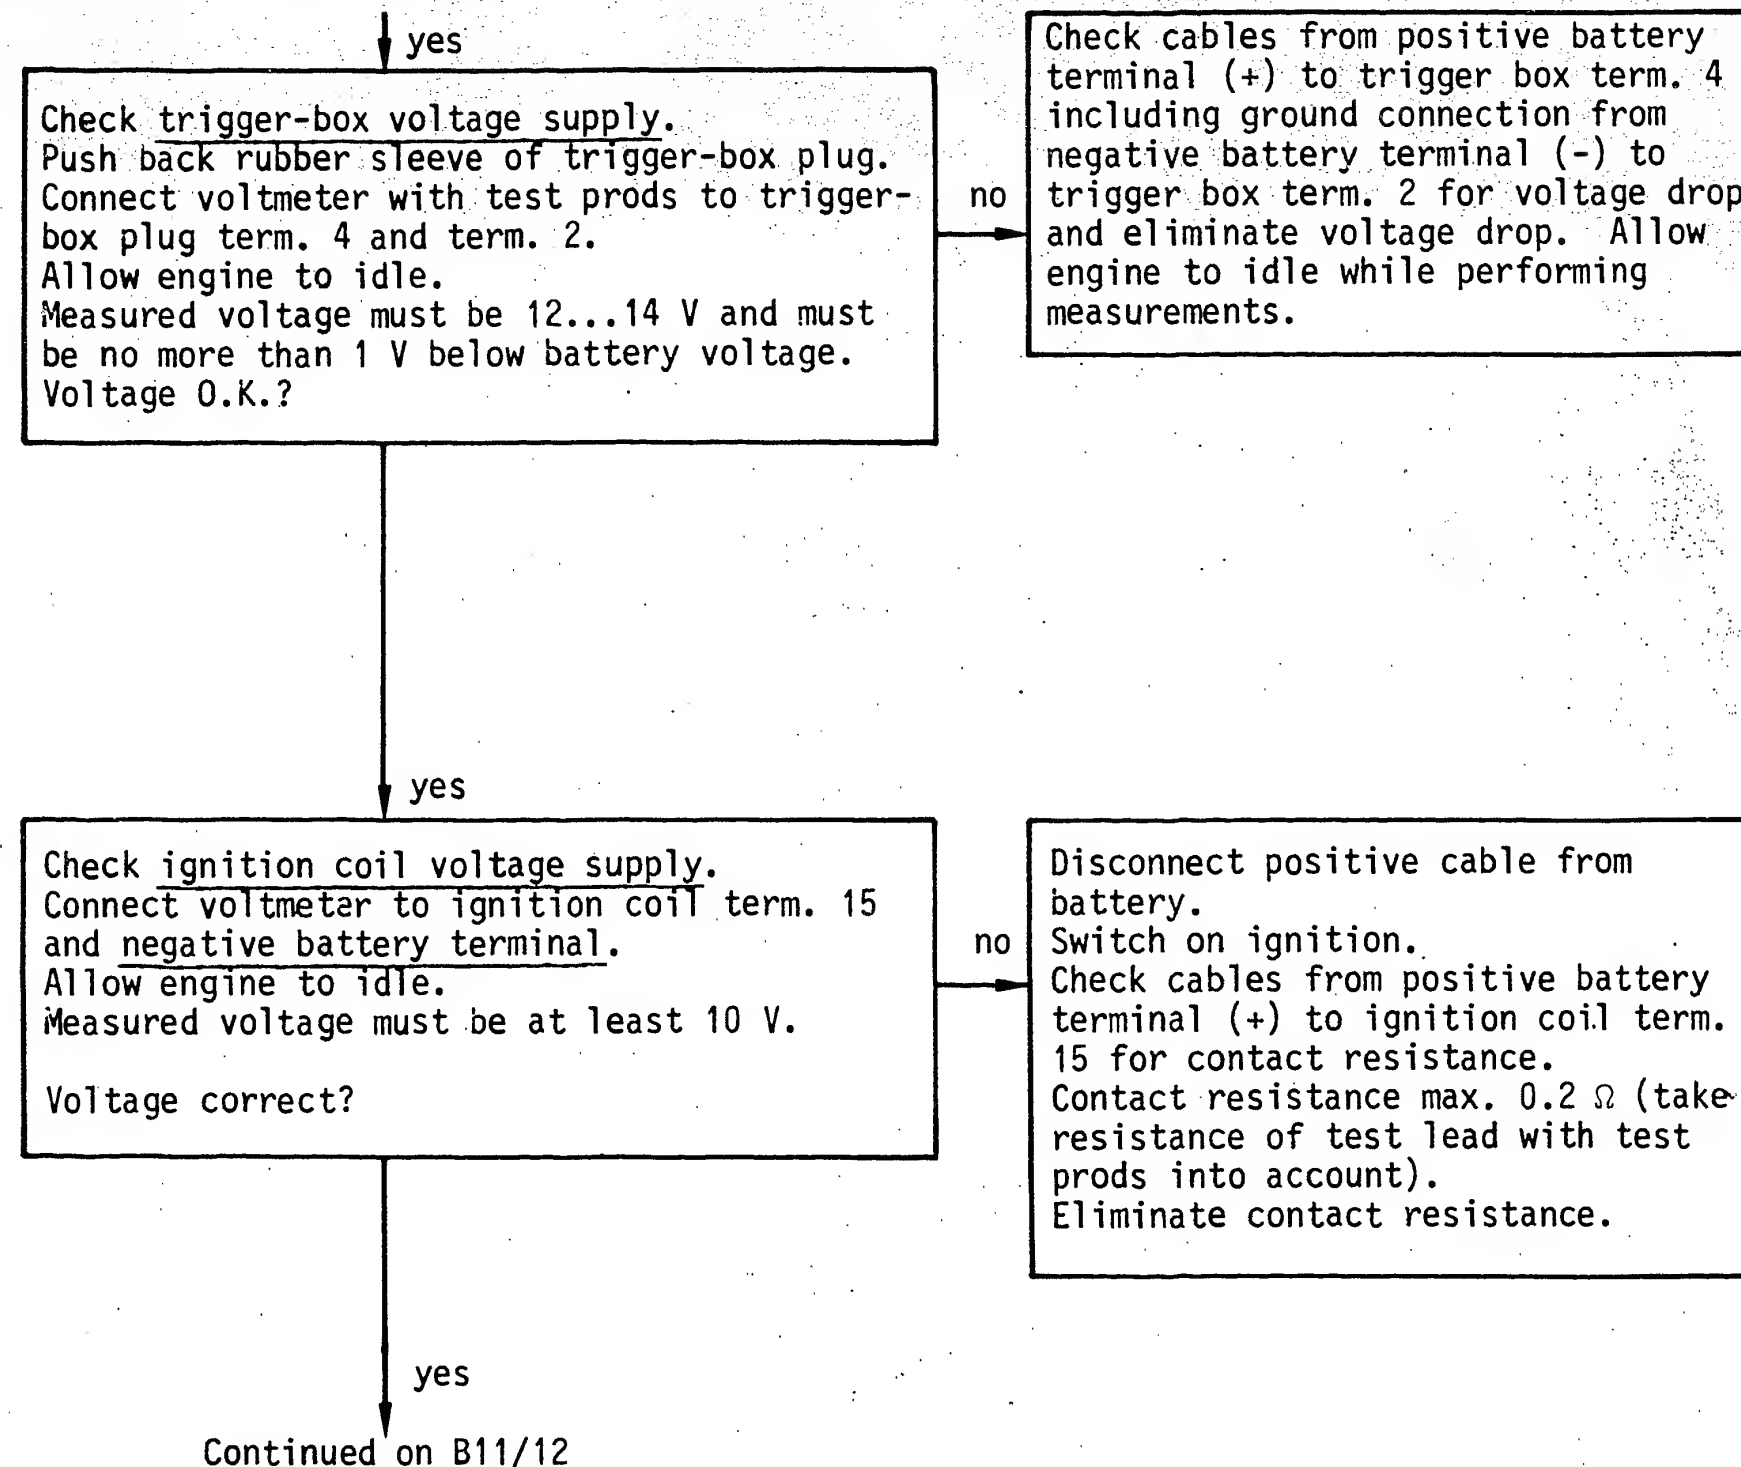 yes
Check trigger-box voltage supply.
Push back rubber sleeve of trigger-box plug.
Connect voltmeter with test prods to trigger-
box plug term. 4 and term. 2.
Allow engine to idle.
Measured voltage must be 12...14 V and must
be no more than 1 V below battery voltage.
Voltage O.K.?
no
Check cables from positive battery
terminal (+) to trigger box term. 4
including ground connection from
negative battery terminal (-) to
trigger box term. 2 for voltage drop
and eliminate voltage drop. Allow
engine to idle while performing
measurements.
yes
Check ignition coil voltage supply.
Connect voltmeter to ignition coil term. 15
and negative battery terminal.
Allow engine to idle.
Measured voltage must be at least 10 V.
Voltage correct?
no
Disconnect positive cable from
battery.
Switch on ignition.
Check cables from positive battery
terminal (+) to ignition coil term.
15 for contact resistance.
Contact resistance max. 0.2 Ω (take
resistance of test lead with test
prods into account).
Eliminate contact resistance.
yes
Continued on B11/12